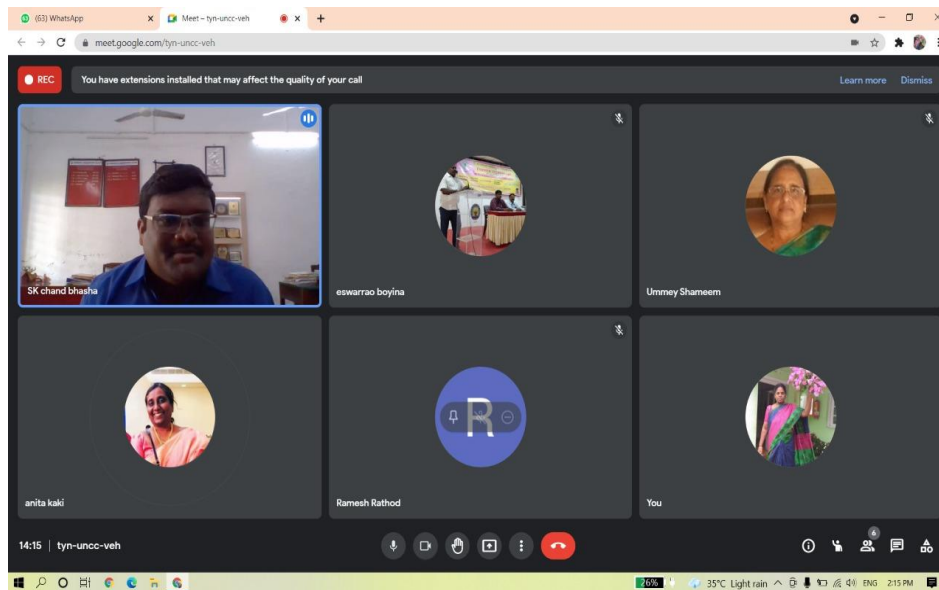 (63) WhatsApp
Meet – tyn-uncc-veh
meet.google.com/tyn-uncc-veh
REC
You have extensions installed that may affect the quality of your call
Learn more
Dismiss
SK chand bhasha
eswarrao boyina
Ummey Shameem
anita kaki
R
Ramesh Rathod
You
14:15 | tyn-uncc-veh
6
26%
35°C Light rain
ENG
2:15 PM